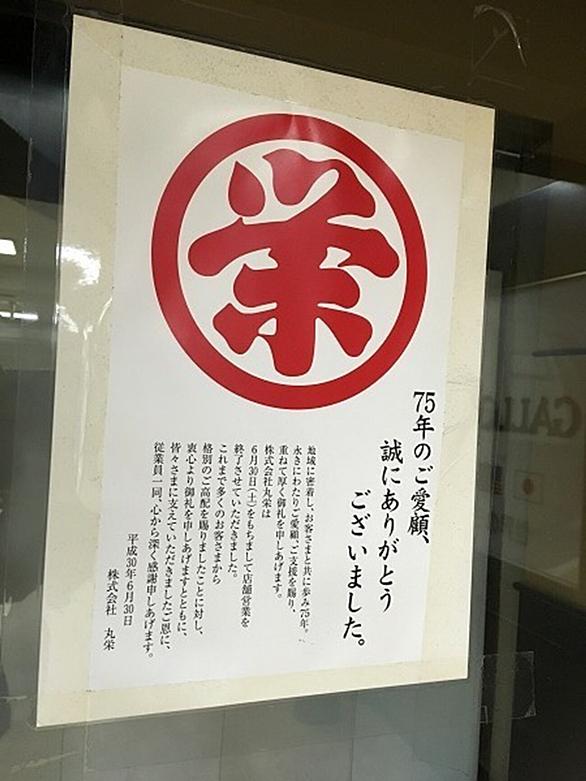 栄
75年のご愛顧、
誠にありがとう
ございました。
地域に密着し、お客さまと共に歩み75年。
永きにわたりご愛顧、ご支援を賜り、
重ねて厚く御礼を申しあげます。
株式会社丸栄は
6月30日(土)をもちまして店舗営業を
終了させていただきました。
これまで多くのお客さまから
格別のご高配を賜りましたことに対し、
衷心より御礼を申しあげますとともに、
皆々さまに支えていただきましたご恩に、
従業員一同、心から深く感謝申しあげます。
平成30年6月30日
株式会社 丸栄